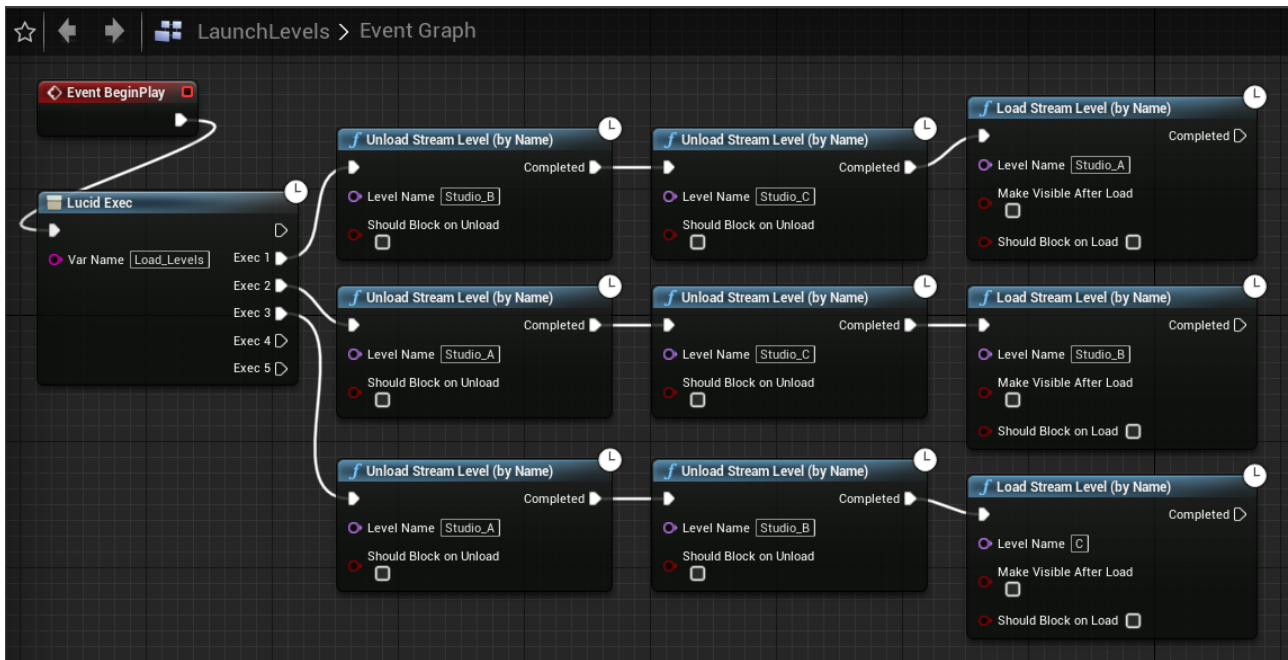 LaunchLevels > Event Graph
Event BeginPlay
Lucid Exec
Var Name Load_Levels
Exec 1
Exec 2
Exec 3
Exec 4
Exec 5
f Unload Stream Level (by Name)
Completed
Level Name Studio_B
Should Block on Unload
f Unload Stream Level (by Name)
Completed
Level Name Studio_C
Should Block on Unload
f Load Stream Level (by Name)
Completed
Level Name Studio_A
Make Visible After Load
Should Block on Load
f Unload Stream Level (by Name)
Completed
Level Name Studio_A
Should Block on Unload
f Unload Stream Level (by Name)
Completed
Level Name Studio_C
Should Block on Unload
f Load Stream Level (by Name)
Completed
Level Name Studio_B
Make Visible After Load
Should Block on Load
f Unload Stream Level (by Name)
Completed
Level Name Studio_A
Should Block on Unload
f Unload Stream Level (by Name)
Completed
Level Name Studio_B
Should Block on Unload
f Load Stream Level (by Name)
Completed
Level Name C
Make Visible After Load
Should Block on Load